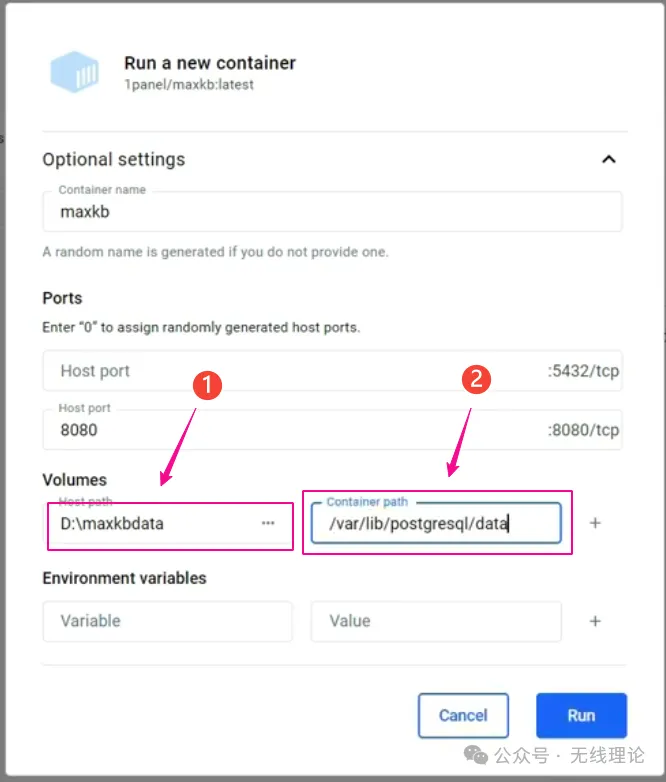 Run a new container
1panel/maxkb:latest
Optional settings
Container name
maxkb
A random name is generated if you do not provide one.
Ports
Enter “0” to assign randomly generated host ports.
Host port :5432/tcp
1 2
Host port
8080 :8080/tcp
Volumes
Host path Container path
D:\maxkbdata ··· /var/lib/postgresql/data +
Environment variables
Variable Value +
Cancel Run
公众号 · 无线理论